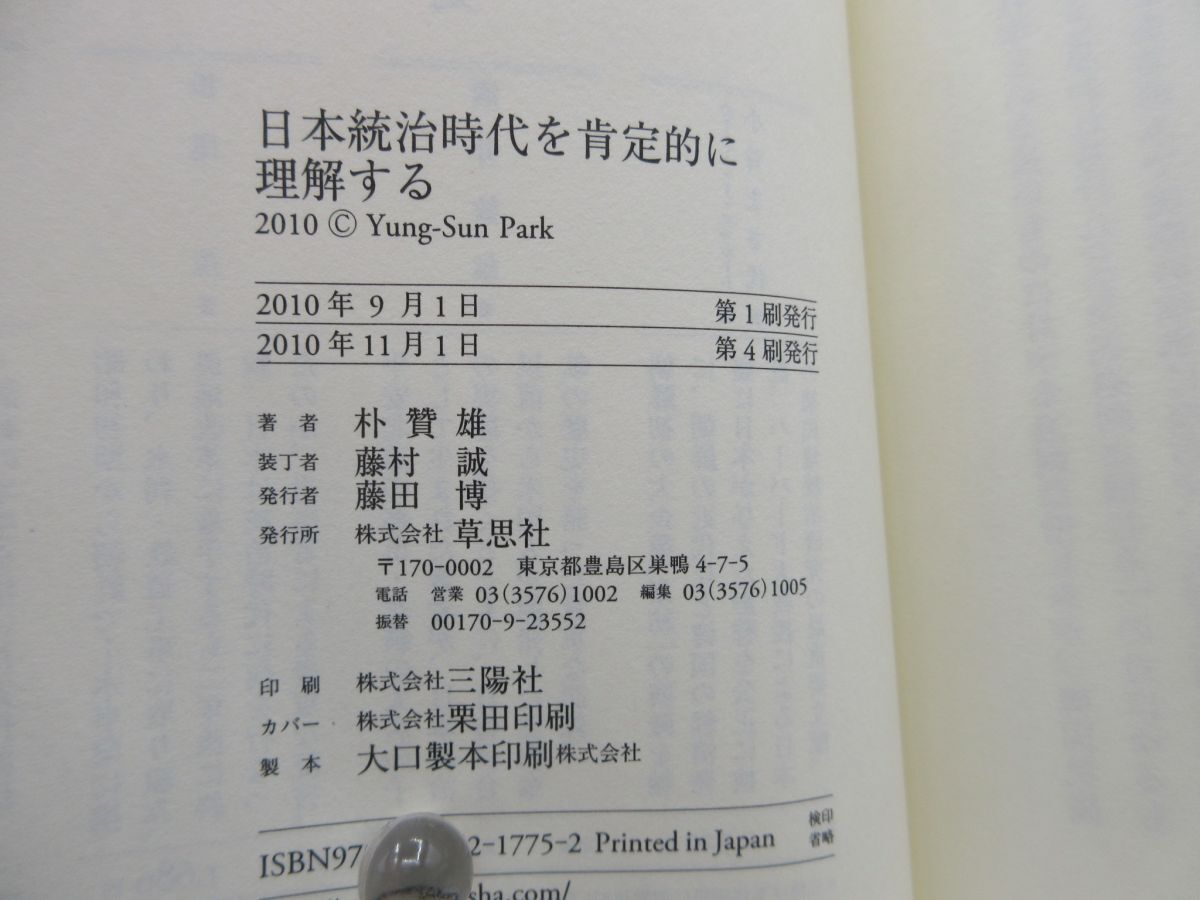 日本統治時代を肯定的に
理解する
2010 © Yung-Sun Park
2010年 9 月1日 第1刷発行
2010年11月1日 第4刷発行
著 者 朴 贊 雄
装丁者 藤村 誠
発行者 藤田 博
発行所 株式会社 草思社
〒170-0002 東京都豊島区巣鴨 4-7-5
電話 営業 03(3576)1002 編集 03(3576)1005
振替 00170-9-23552
印 刷 株式会社 三陽社
カバー 株式会社 栗田印刷
製 本 大口製本印刷 株式会社
ISBN97 2-1775-2 Printed in Japan 検印省略
sha.com/